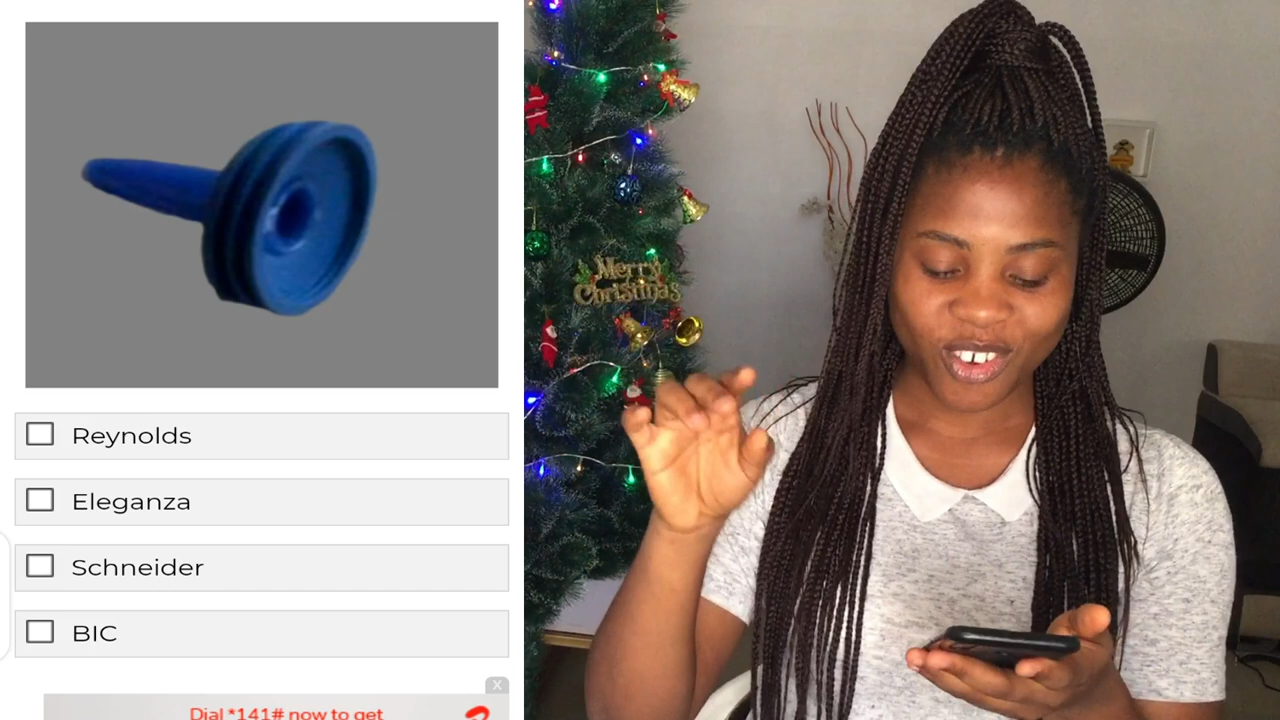 Reynolds
Eleganza
Schneider
BIC
X
Dial *141# now to get
Merry
Christmas